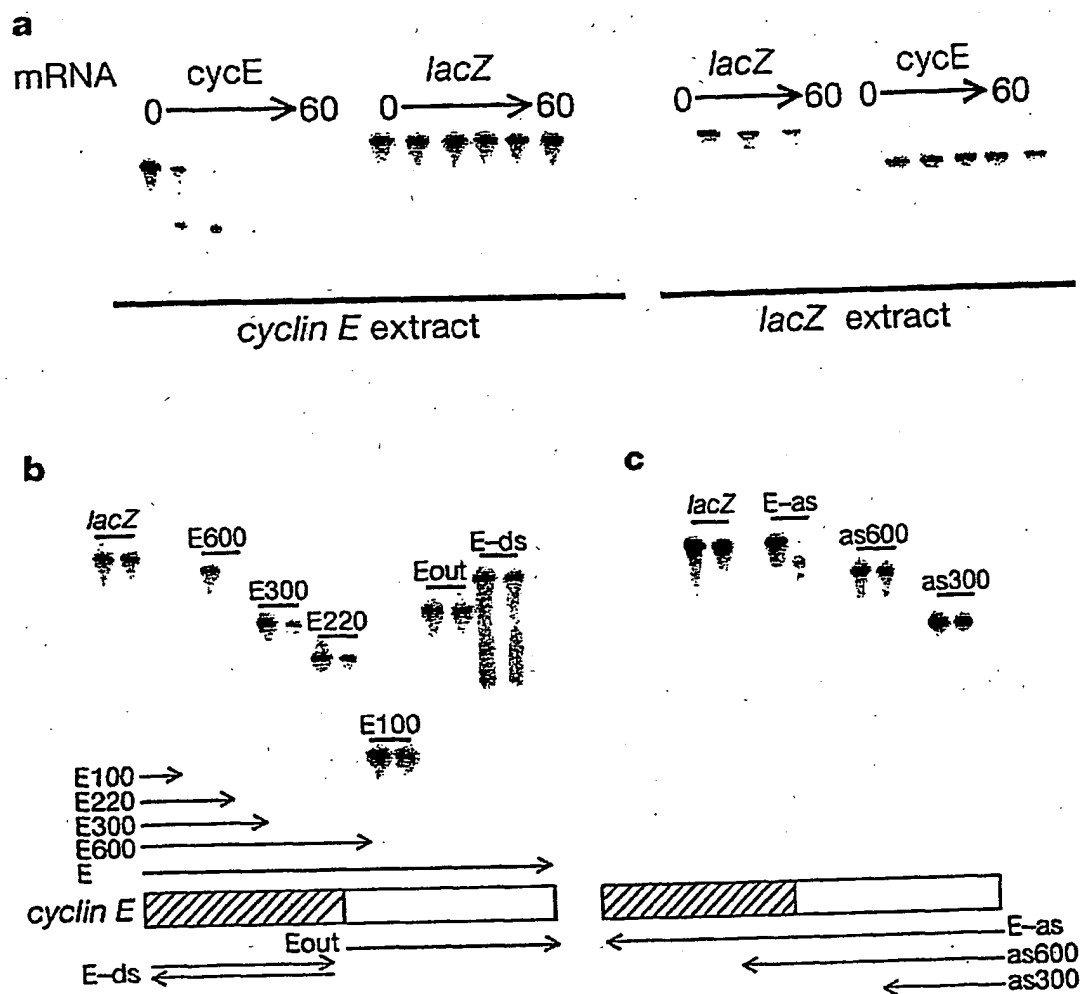 a
mRNA cycE lacZ lacZ cycE
0 60 0 60 0 60 0 60
cyclin E extract lacZ extract
b c
lacZ E600 E300 E220 Eout E-ds E100
lacZ E-as as600 as300
E100
E220
E300
E600
E
cyclin E
Eout
E-ds
E-as
as600
as300